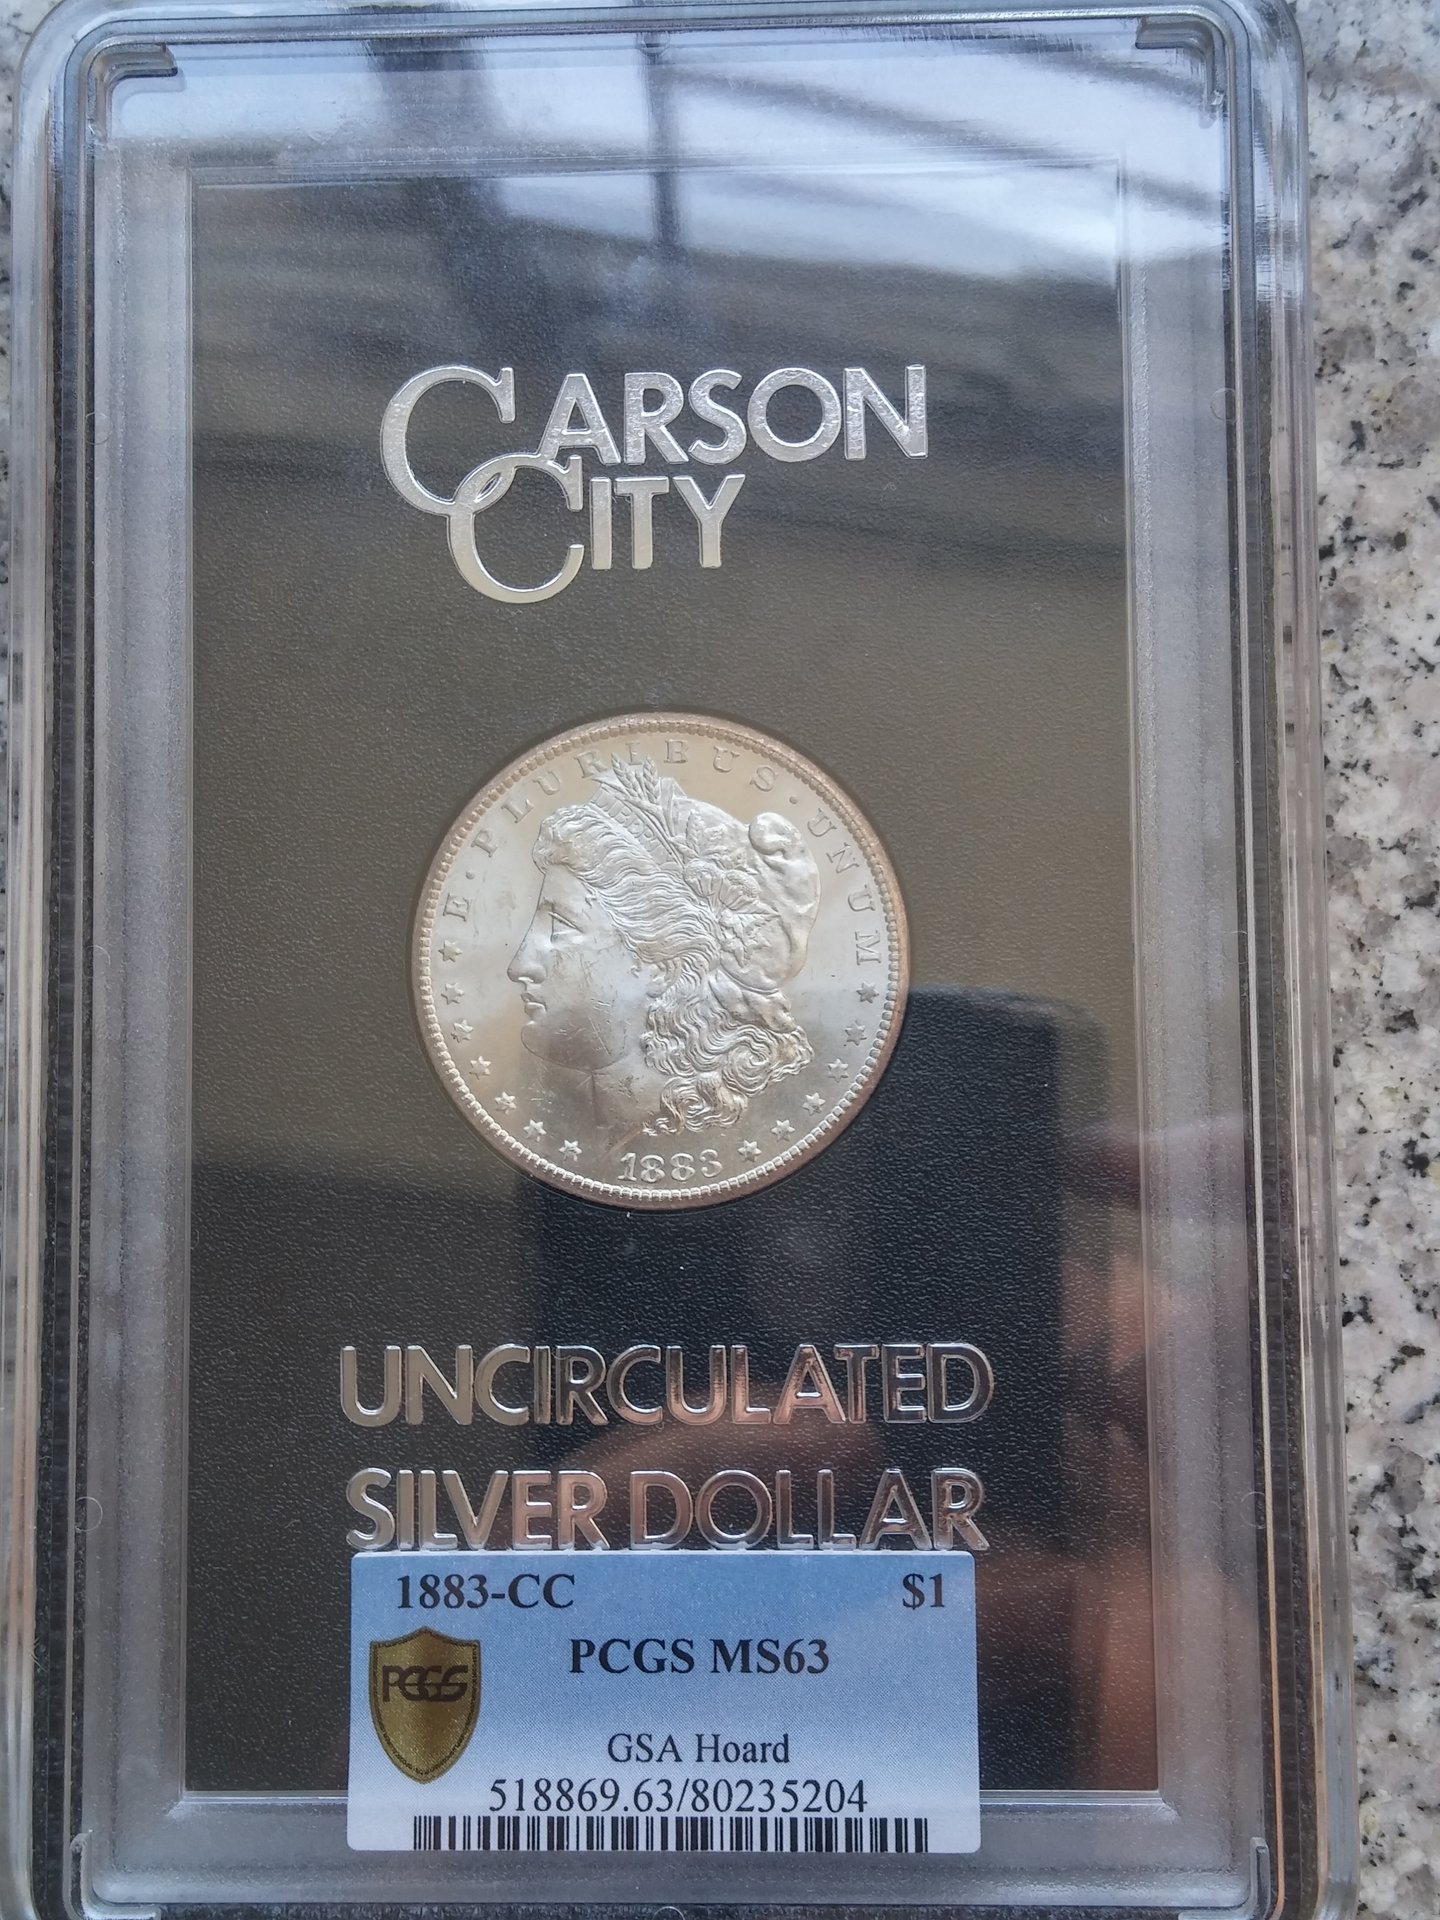 CARSON
CITY
E · PLURIBUS · UNUM
1883
UNCIRCULATED
SILVER DOLLAR
1883-CC $1
PCGS MS63
PCGS
GSA Hoard
518869.63/80235204